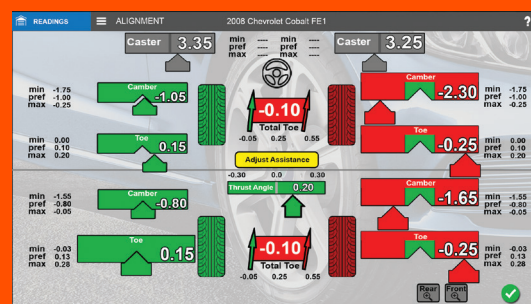 READINGS
ALIGNMENT
2008 Chevrolet Cobalt FE1
?
Caster 3.35
min ---- min ----
pref ---- pref ----
max ---- max ----
Caster 3.25
min -1.75
pref -1.00
max -0.25
Camber
-1.05
Camber
-2.30
min -1.75
pref -1.00
max -0.25
-0.10
Total Toe
-0.05 0.25 0.55
min 0.00
pref 0.10
max 0.20
Toe
0.15
Toe
-0.25
min 0.00
pref 0.10
max 0.20
Adjust Assistance
-0.30 0.0 0.30
Thrust Angle 0.20
min -1.55
pref -0.80
max -0.05
Camber
-0.80
Camber
-1.65
min -1.55
pref -0.80
max -0.05
min -0.03
pref 0.13
max 0.28
Toe
0.15
-0.10
Total Toe
-0.05 0.25 0.55
Toe
-0.25
min -0.03
pref 0.13
max 0.28
Rear
Front